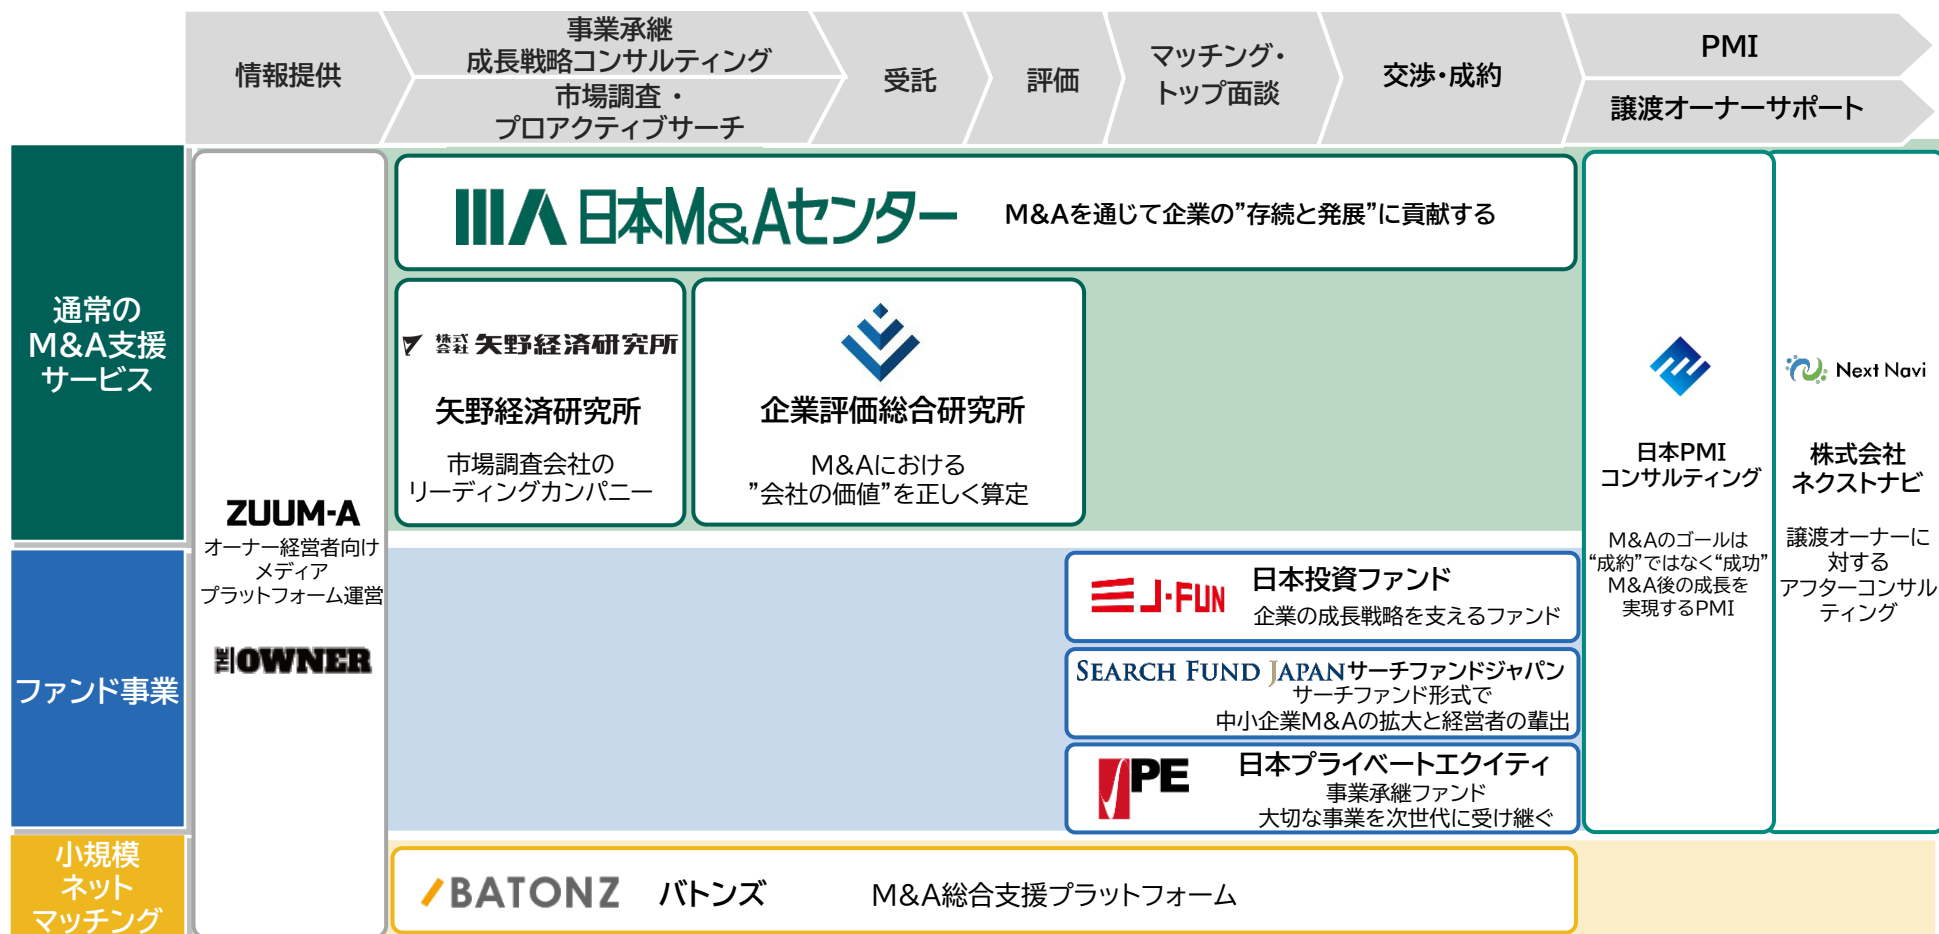 情報提供
事業承継
成長戦略コンサルティング
市場調査・
プロアクティブサーチ
受託
評価
マッチング・
トップ面談
交渉・成約
PMI
譲渡オーナーサポート
通常の
M&A支援
サービス
ファンド事業
小規模
ネット
マッチング
ZUUM-A
オーナー経営者向け
メディア
プラットフォーム運営
THE OWNER
日本M&Aセンター
M&Aを通じて企業の”存続と発展”に貢献する
株式会社 矢野経済研究所
矢野経済研究所
市場調査会社の
リーディングカンパニー
企業評価総合研究所
M&Aにおける
”会社の価値”を正しく算定
J-FUN
日本投資ファンド
企業の成長戦略を支えるファンド
SEARCH FUND JAPAN サーチファンドジャパン
サーチファンド形式で
中小企業M&Aの拡大と経営者の輩出
PE
日本プライベートエクイティ
事業承継ファンド
大切な事業を次世代に受け継ぐ
BATONZ バトンズ M&A総合支援プラットフォーム
日本PMI
コンサルティング
M&Aのゴールは
“成約”ではなく“成功”
M&A後の成長を
実現するPMI
Next Navi
株式会社
ネクストナビ
譲渡オーナーに
対する
アフターコンサル
ティング